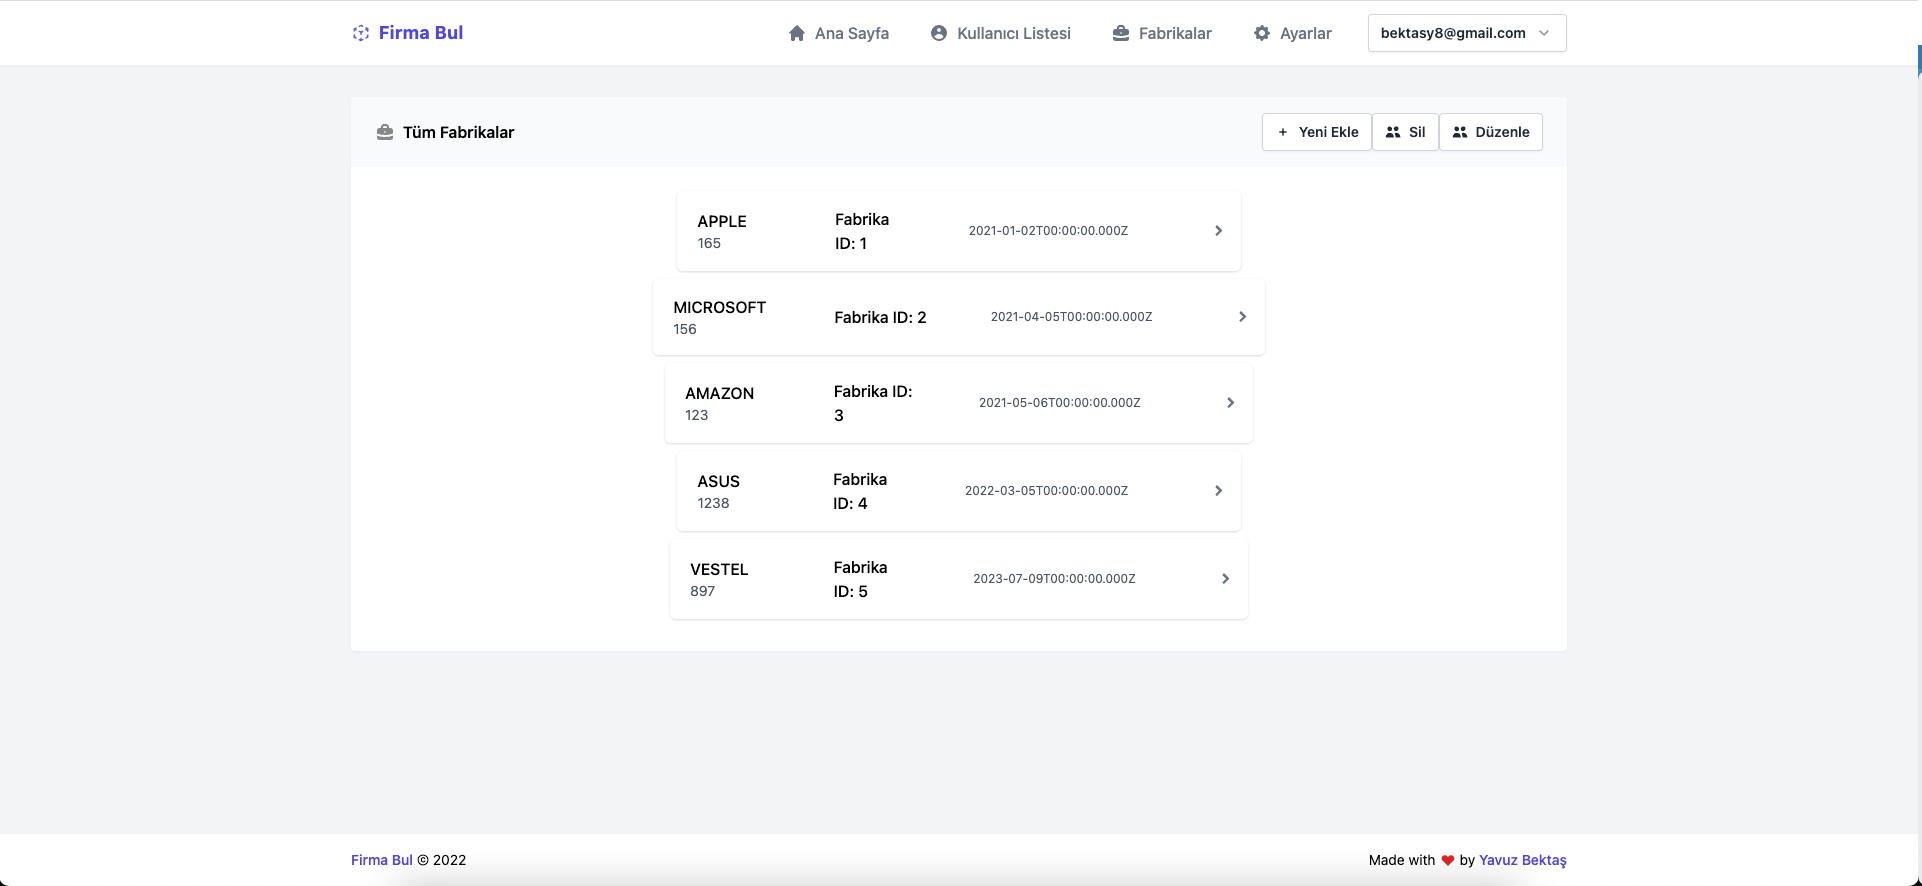 Firma Bul
Ana Sayfa
Kullanıcı Listesi
Fabrikalar
Ayarlar
bektasy8@gmail.com
Tüm Fabrikalar
+ Yeni Ekle
Sil
Düzenle
APPLE
165
Fabrika
ID: 1
2021-01-02T00:00:00.000Z
MICROSOFT
156
Fabrika ID: 2
2021-04-05T00:00:00.000Z
AMAZON
123
Fabrika ID:
3
2021-05-06T00:00:00.000Z
ASUS
1238
Fabrika
ID: 4
2022-03-05T00:00:00.000Z
VESTEL
897
Fabrika
ID: 5
2023-07-09T00:00:00.000Z
Firma Bul © 2022
Made with ❤ by Yavuz Bektaş